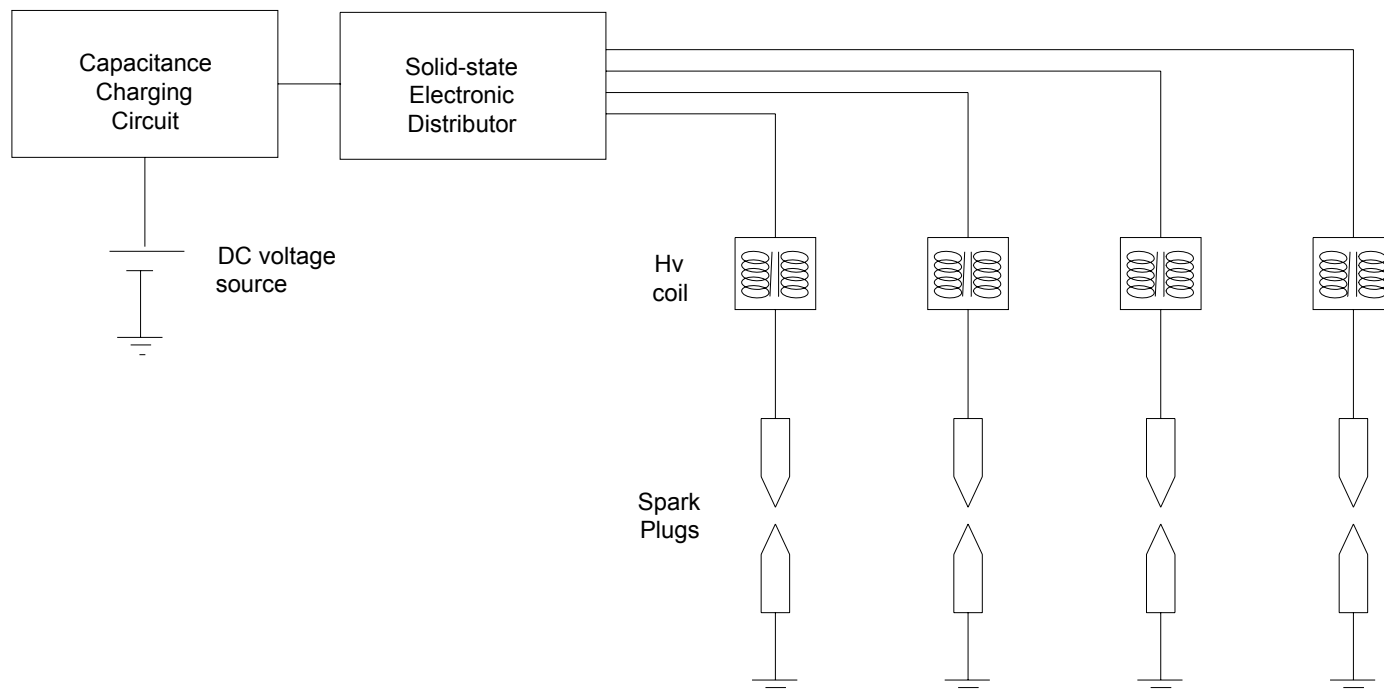 Capacitance
Charging
Circuit
Solid-state
Electronic
Distributor
DC voltage
source
Hv
coil
Spark
Plugs